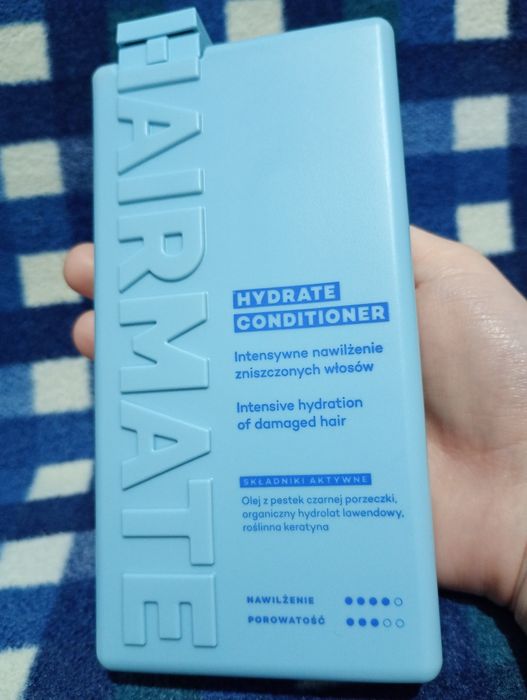 HAIRMATE
HYDRATE
CONDITIONER
Intensywne nawilżenie
zniszczonych włosów
Intensive hydration
of damaged hair
SKŁADNIKI AKTYWNE
Olej z pestek czarnej porzeczki,
organiczny hydrolat lawendowy,
roślinna keratyna
NAWILŻENIE
POROWATOŚĆ